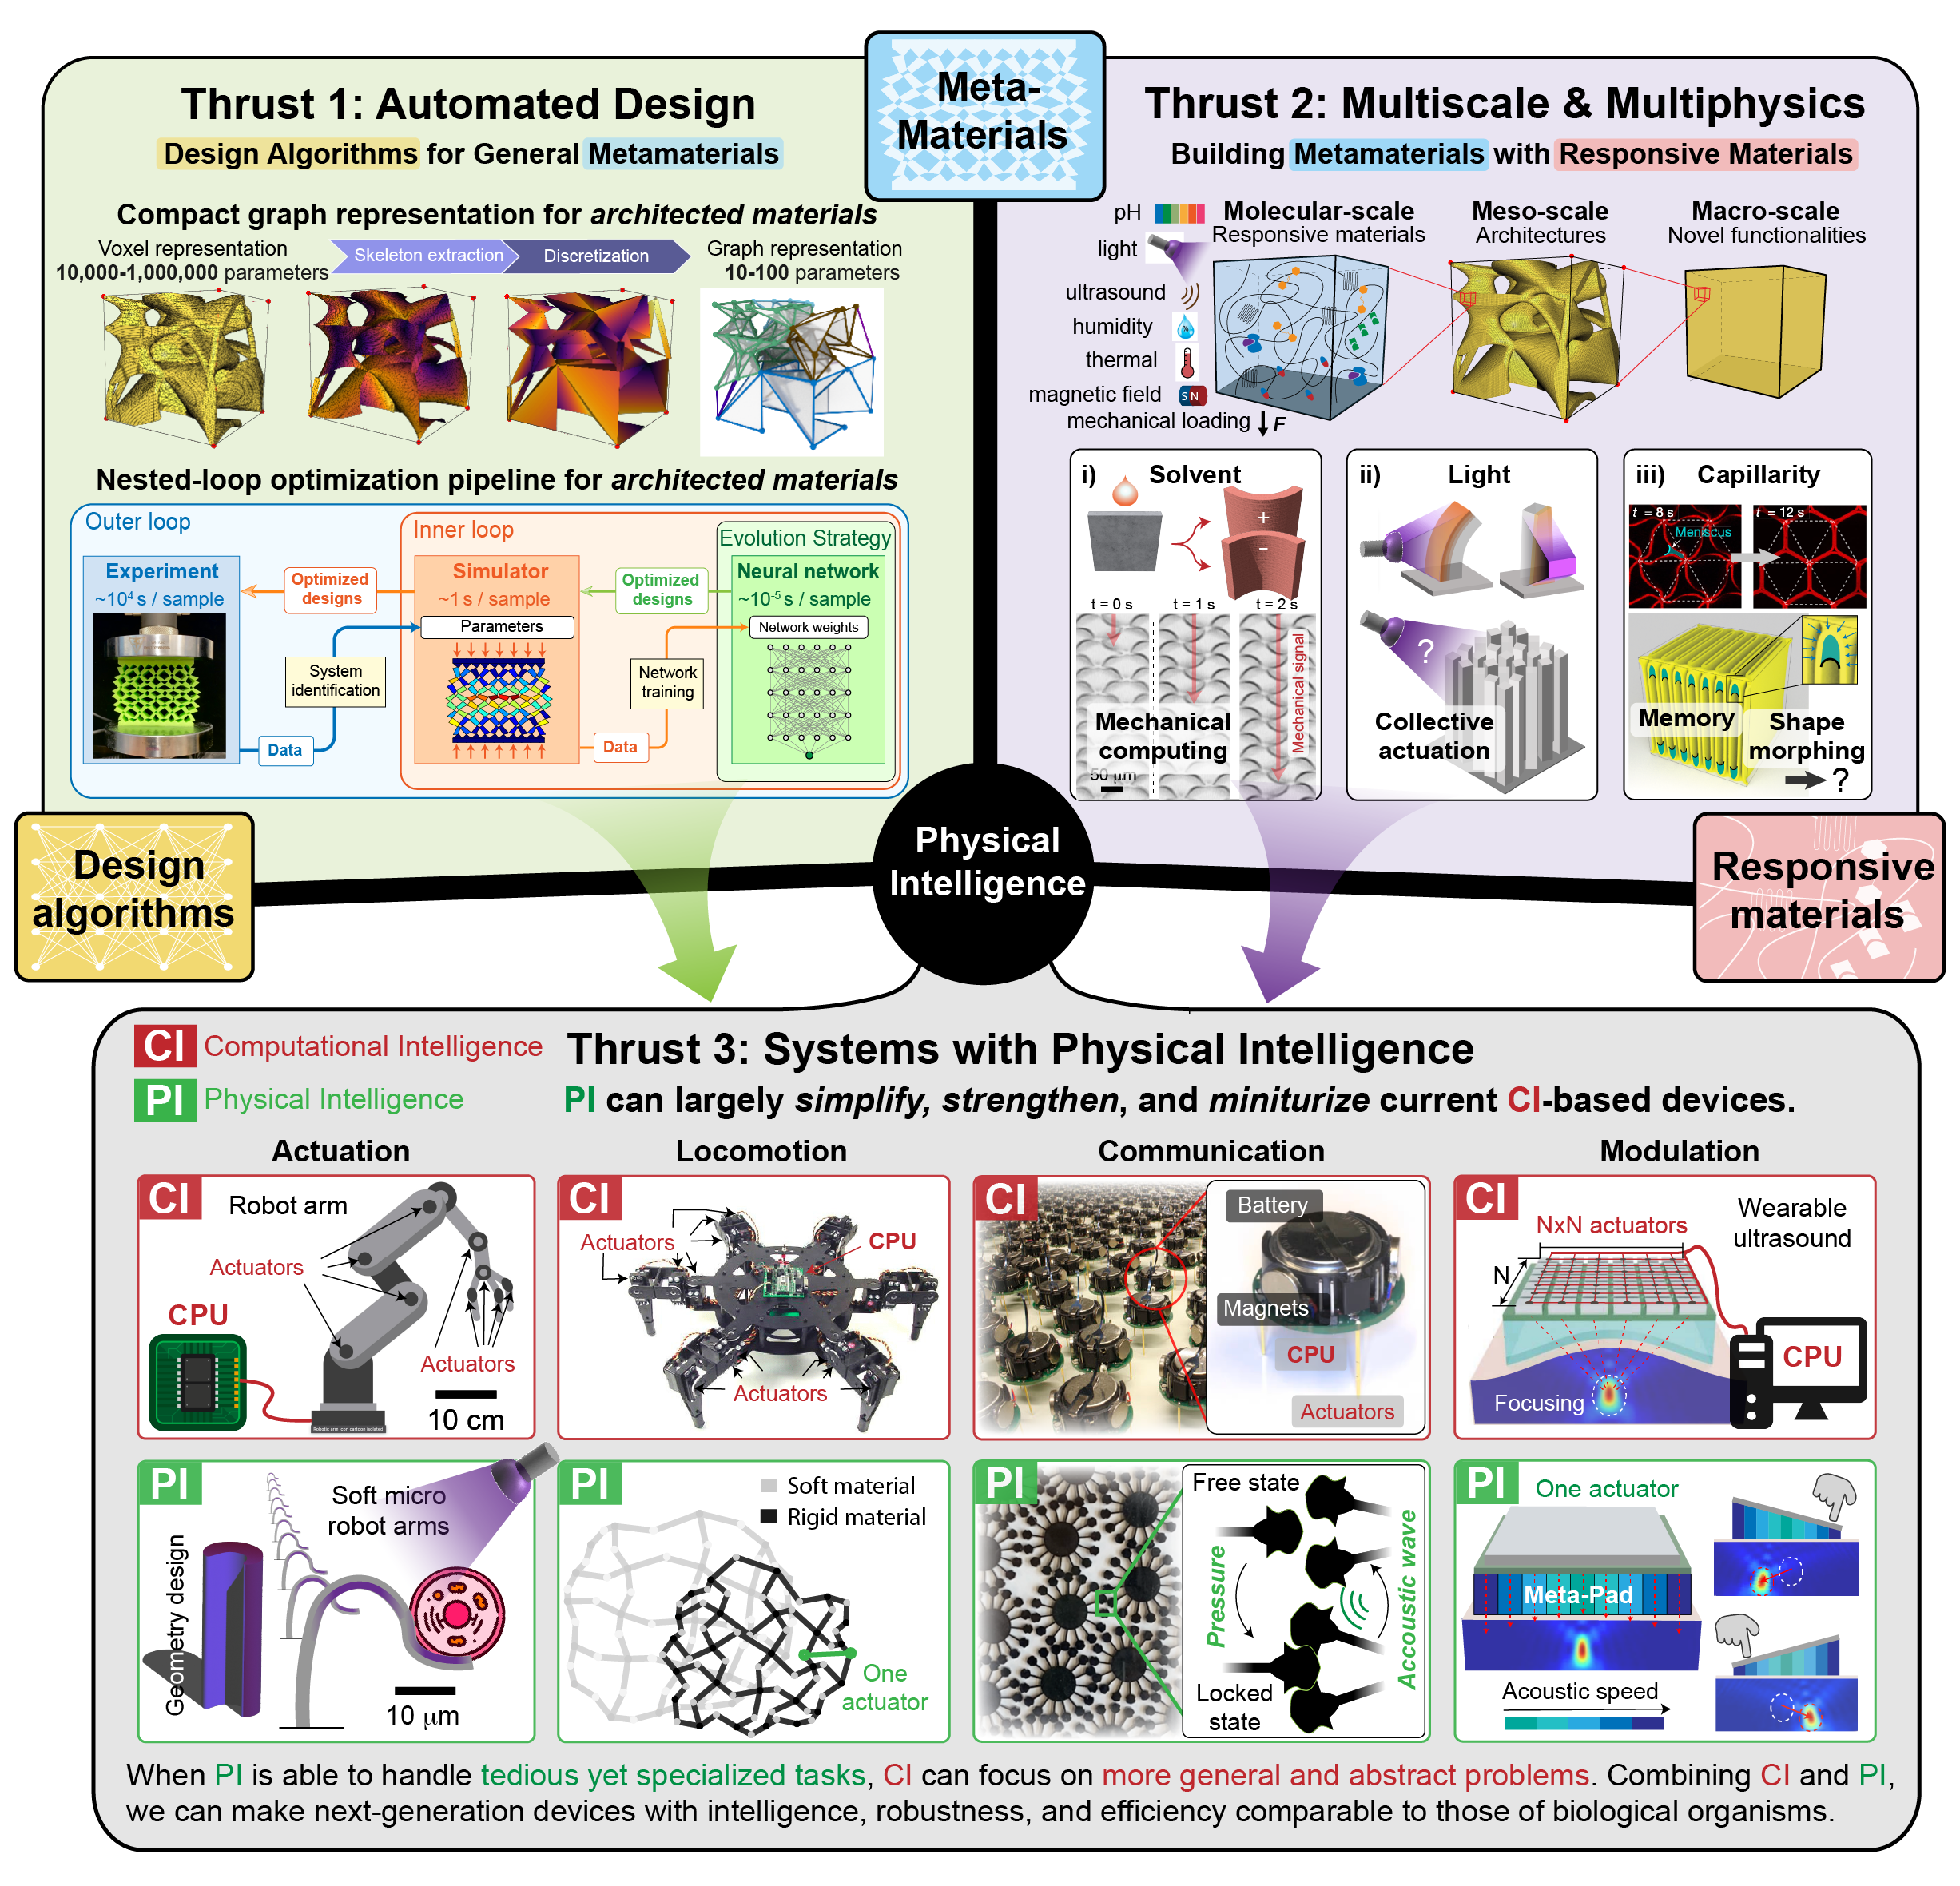 Meta-
Materials
Thrust 1: Automated Design
Design Algorithms for General Metamaterials
Compact graph representation for architected materials
Voxel representation
10,000-1,000,000 parameters
Skeleton extraction
Discretization
Graph representation
10-100 parameters
Nested-loop optimization pipeline for architected materials
Outer loop
Inner loop
Evolution Strategy
Experiment
~10⁴ s / sample
Optimized
designs
Simulator
~1 s / sample
Optimized
designs
Neural network
~10⁻⁵ s / sample
Parameters
Network weights
System
identification
Network
training
Data
Data
Thrust 2: Multiscale & Multiphysics
Building Metamaterials with Responsive Materials
pH
light
ultrasound
humidity
thermal
magnetic field
S N
mechanical loading
F
%
Molecular-scale
Responsive materials
Meso-scale
Architectures
Macro-scale
Novel functionalities
i) Solvent
+
-
t = 0 s
t = 1 s
t = 2 s
Mechanical signal
Mechanical
computing
50 µm
ii) Light
?
Collective
actuation
iii) Capillarity
t = 8 s
t = 12 s
Meniscus
Memory
Shape
morphing
?
Design
algorithms
Physical
Intelligence
Responsive
materials
CI Computational Intelligence
PI Physical Intelligence
Thrust 3: Systems with Physical Intelligence
PI can largely simplify, strengthen, and miniturize current CI-based devices.
Actuation
Locomotion
Communication
Modulation
CI
Robot arm
Actuators
CPU
Actuators
10 cm
Robotic arm icon cartoon isolated
CI
Actuators
CPU
Actuators
CI
Battery
Magnets
CPU
Actuators
CI
Wearable
ultrasound
NxN actuators
N
CPU
Focusing
PI
Soft micro
robot arms
Geometry design
10 µm
PI
Soft material
Rigid material
One
actuator
PI
Free state
Pressure
Accoustic wave
Locked
state
PI
One actuator
Meta-Pad
Acoustic speed
When PI is able to handle tedious yet specialized tasks, CI can focus on more general and abstract problems. Combining CI and PI,
we can make next-generation devices with intelligence, robustness, and efficiency comparable to those of biological organisms.